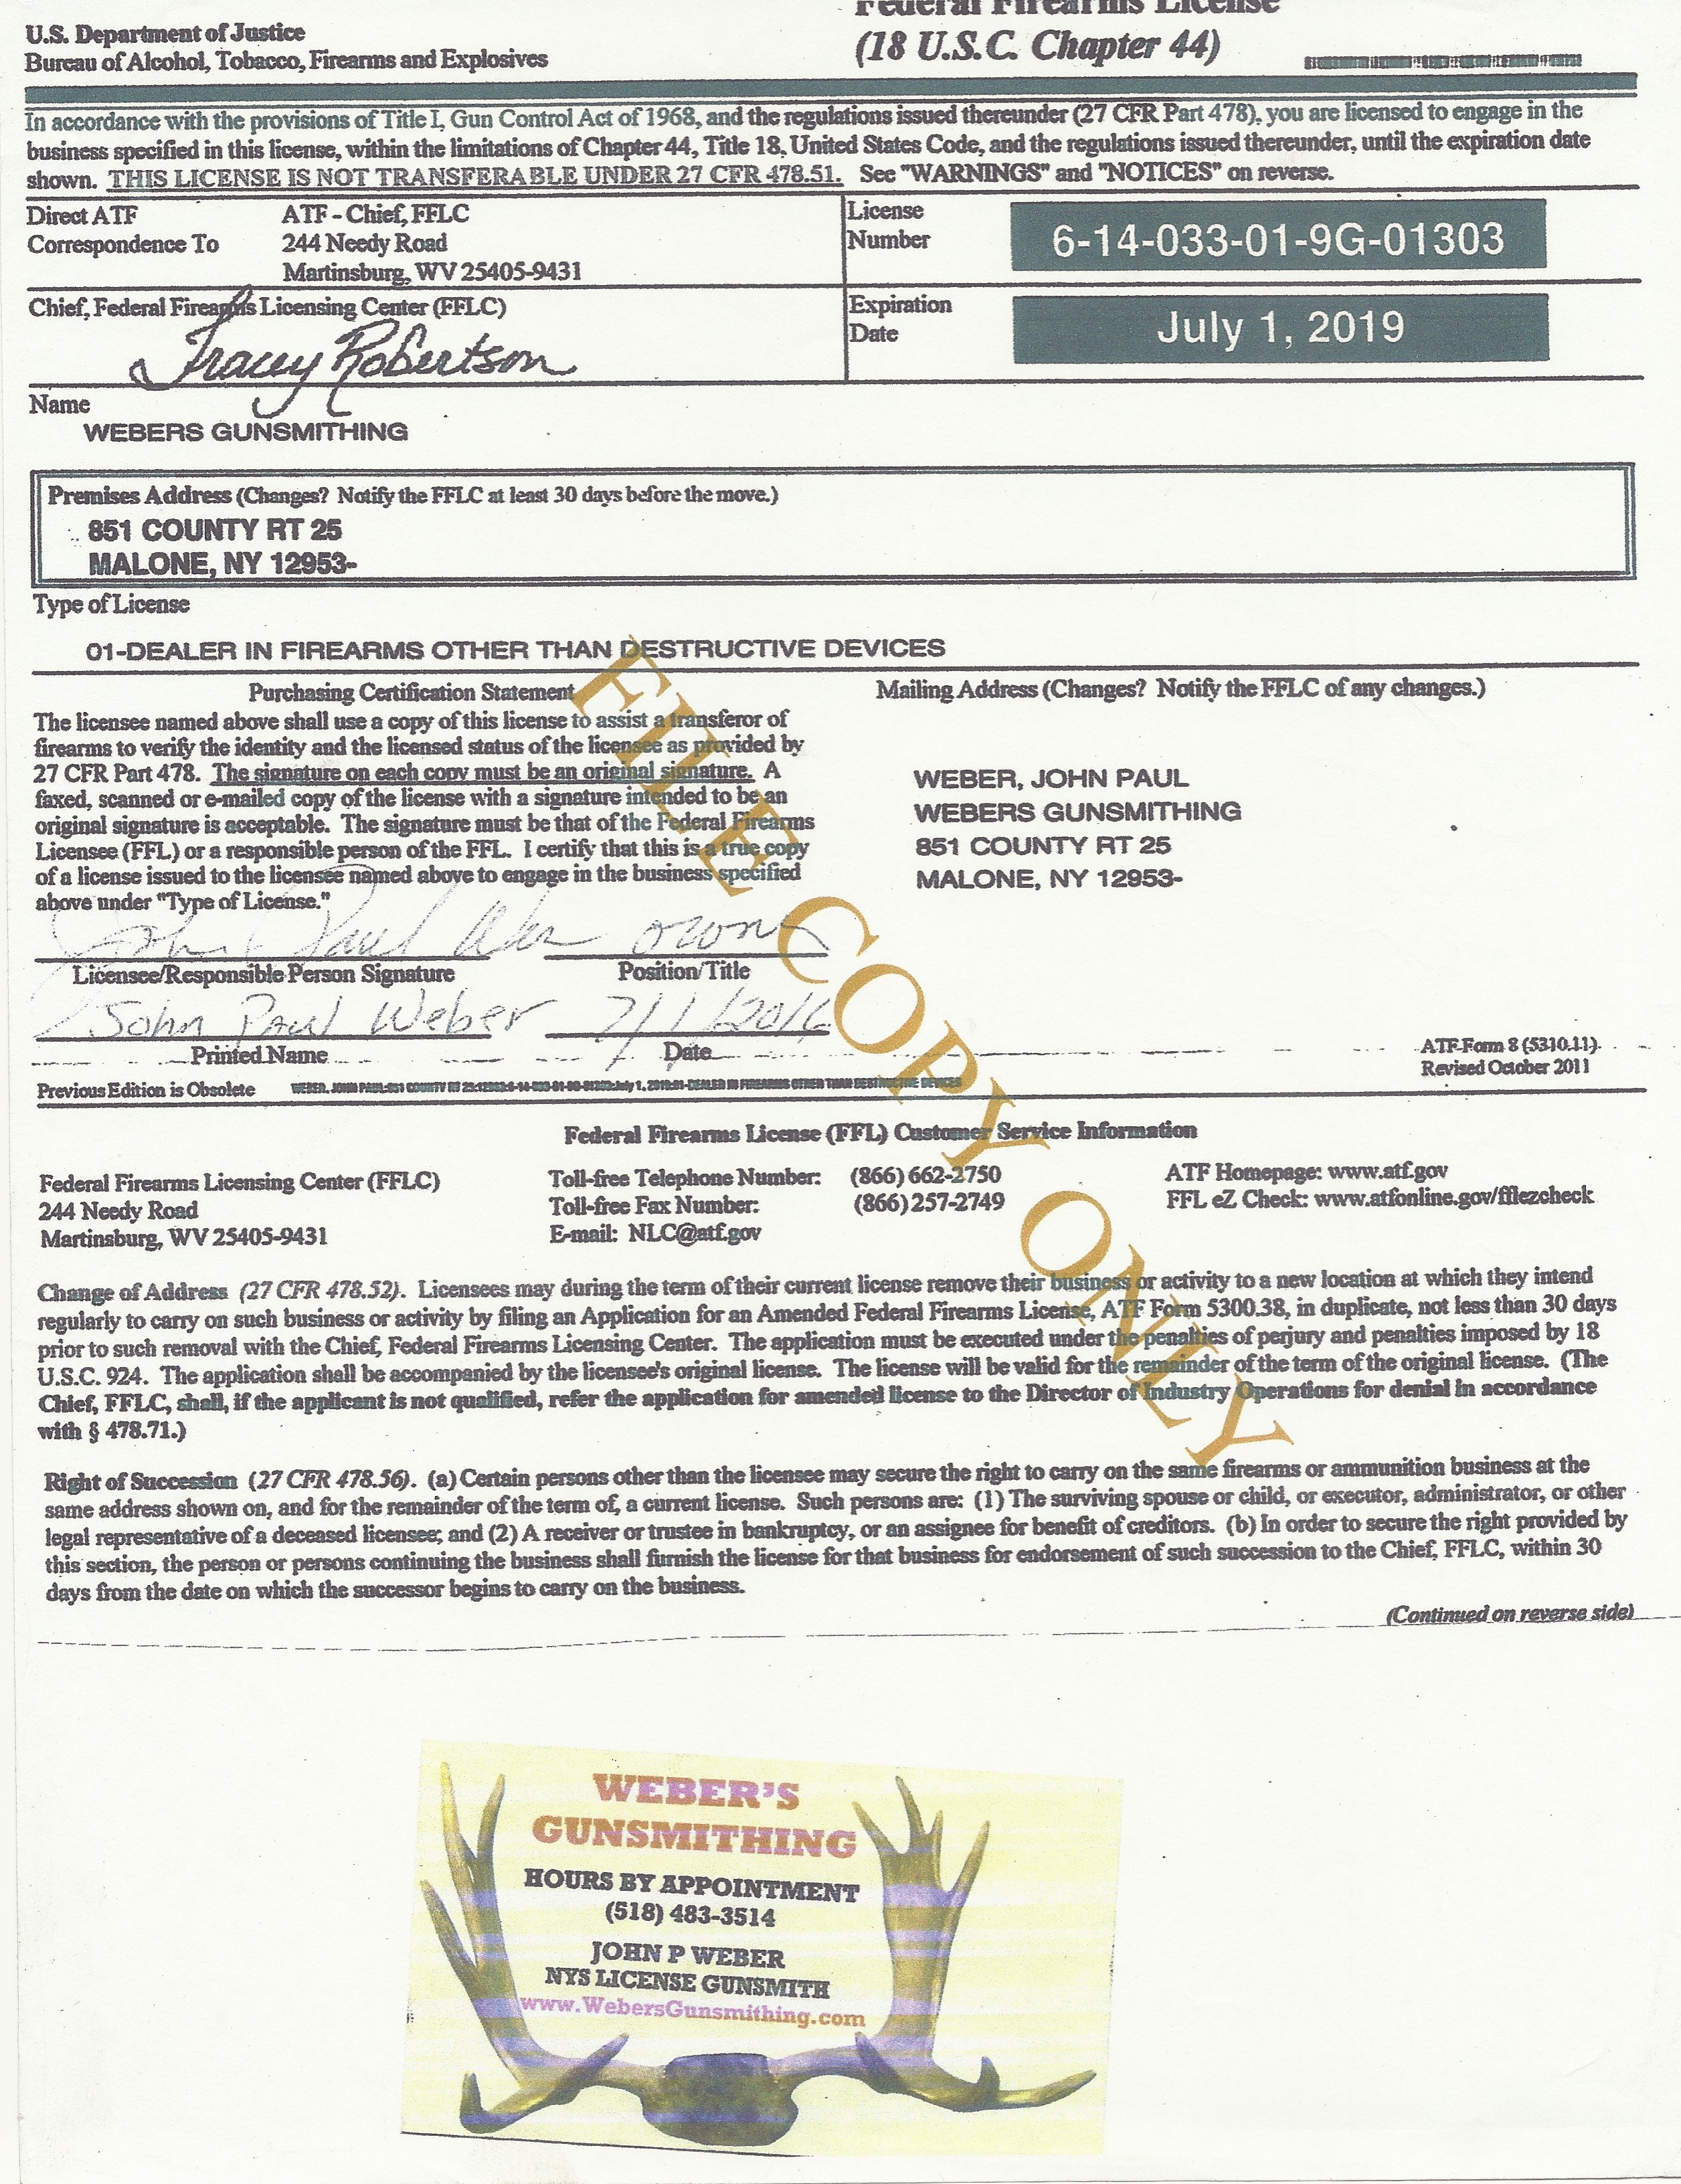 Federal Firearms License
(18 U.S.C. Chapter 44)
U.S. Department of Justice
Bureau of Alcohol, Tobacco, Firearms and Explosives
In accordance with the provisions of Title I, Gun Control Act of 1968, and the regulations issued thereunder (27 CFR Part 478), you are licensed to engage in the
business specified in this license, within the limitations of Chapter 44, Title 18, United States Code, and the regulations issued thereunder, until the expiration date
shown. THIS LICENSE IS NOT TRANSFERABLE UNDER 27 CFR 478.51. See "WARNINGS" and "NOTICES" on reverse.
Direct ATF
Correspondence To
ATF - Chief, FFLC
244 Needy Road
Martinsburg, WV 25405-9431
License
Number
6-14-033-01-9G-01303
Chief, Federal Firearms Licensing Center (FFLC)
Tracey Robertson
Expiration
Date
July 1, 2019
Name
WEBERS GUNSMITHING
Premises Address (Changes? Notify the FFLC at least 30 days before the move.)
851 COUNTY RT 25
MALONE, NY 12953-
Type of License
01-DEALER IN FIREARMS OTHER THAN DESTRUCTIVE DEVICES
Purchasing Certification Statement
The licensee named above shall use a copy of this license to assist a transferor of
firearms to verify the identity and the licensed status of the licensee as provided by
27 CFR Part 478. The signature on each copy must be an original signature. A
faxed, scanned or e-mailed copy of the license with a signature intended to be an
original signature is acceptable. The signature must be that of the Federal Firearms
Licensee (FFL) or a responsible person of the FFL. I certify that this is a true copy
of a license issued to the licensee named above to engage in the business specified
above under "Type of License."
Mailing Address (Changes? Notify the FFLC of any changes.)
WEBER, JOHN PAUL
WEBERS GUNSMITHING
851 COUNTY RT 25
MALONE, NY 12953-
John Paul
Licensee/Responsible Person Signature
Position/Title
John Paul Weber
7/1/2016
Printed Name
Date
ATF Form 8 (5310.11)
Revised October 2011
Previous Edition is Obsolete
WEBER, JOHN PAUL:851 COUNTY RT 25:12953:6-14-033-01-9G-01303:July 1, 2019:01-DEALER IN FIREARMS OTHER THAN DESTRUCTIVE DEVICES
FILE COPY ONLY
Federal Firearms License (FFL) Customer Service Information
Federal Firearms Licensing Center (FFLC)
244 Needy Road
Martinsburg, WV 25405-9431
Toll-free Telephone Number: (866) 662-2750
Toll-free Fax Number: (866) 257-2749
E-mail: NLC@atf.gov
ATF Homepage: www.atf.gov
FFL eZ Check: www.atfonline.gov/fflezcheck
Change of Address (27 CFR 478.52). Licensees may during the term of their current license remove their business or activity to a new location at which they intend
regularly to carry on such business or activity by filing an Application for an Amended Federal Firearms License, ATF Form 5300.38, in duplicate, not less than 30 days
prior to such removal with the Chief, Federal Firearms Licensing Center. The application must be executed under the penalties of perjury and penalties imposed by 18
U.S.C. 924. The application shall be accompanied by the licensee's original license. The license will be valid for the remainder of the term of the original license. (The
Chief, FFLC, shall, if the applicant is not qualified, refer the application for amended license to the Director of Industry Operations for denial in accordance
with § 478.71.)
Right of Succession (27 CFR 478.56). (a) Certain persons other than the licensee may secure the right to carry on the same firearms or ammunition business at the
same address shown on, and for the remainder of the term of, a current license. Such persons are: (1) The surviving spouse or child, or executor, administrator, or other
legal representative of a deceased licensee; and (2) A receiver or trustee in bankruptcy, or an assignee for benefit of creditors. (b) In order to secure the right provided by
this section, the person or persons continuing the business shall furnish the license for that business for endorsement of such succession to the Chief, FFLC, within 30
days from the date on which the successor begins to carry on the business.
(Continued on reverse side)
WEBER'S
GUNSMITHING
HOURS BY APPOINTMENT
(518) 483-3514
JOHN P WEBER
NYS LICENSE GUNSMITH
www.WebersGunsmithing.com